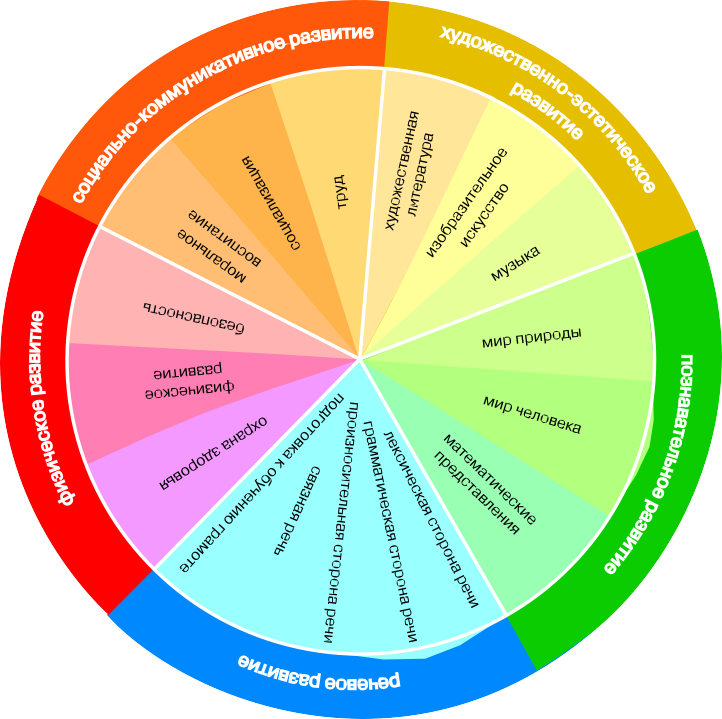 социально-коммуникативное развитие
художественно-эстетическое
развитие
познавательное развитие
речевое развитие
физическое развитие
моральное
воспитание
социализация
труд
художественная
литература
изобразительное
искусство
музыка
мир природы
мир человека
математические
представления
лексическая сторона речи
грамматическая сторона речи
произносительная сторона речи
связная речь
подготовка к обучению грамоте
охрана здоровья
физическое
развитие
безопасность